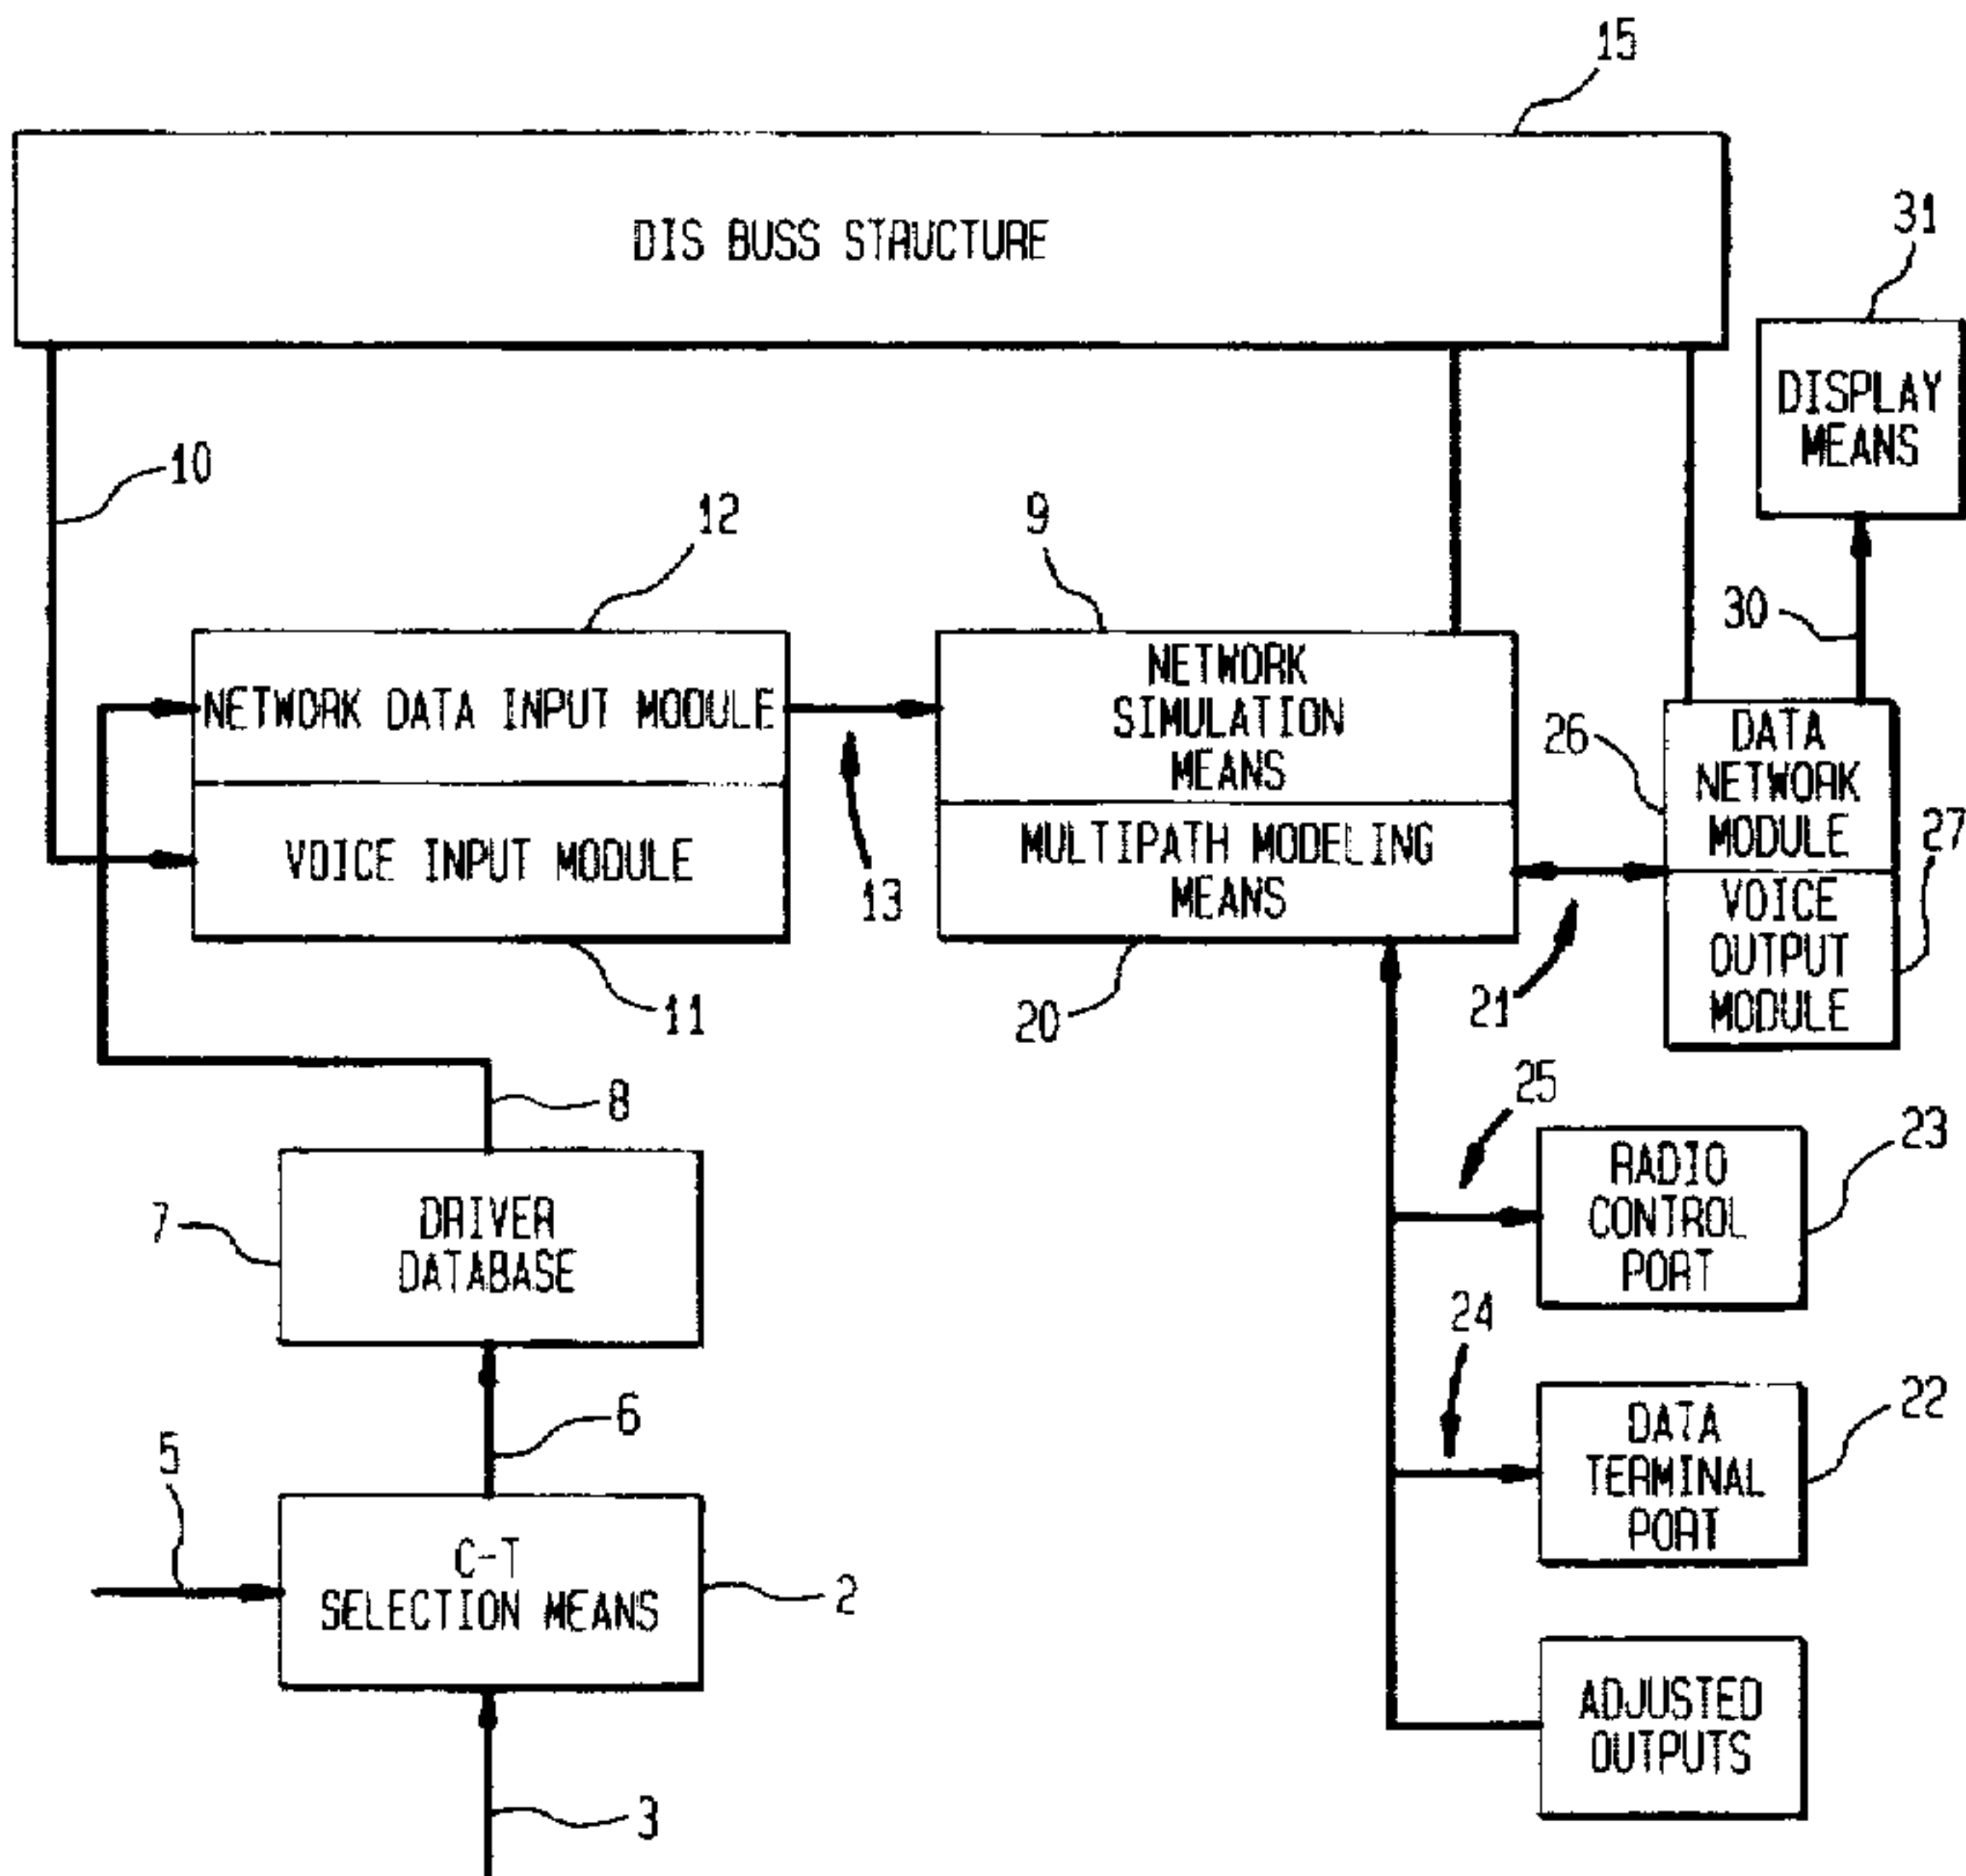 15
DIS BUSS STRUCTURE
31
DISPLAY
MEANS
10
12
9
30
NETWORK DATA INPUT MODULE
VOICE INPUT MODULE
13
11
NETWORK
SIMULATION
MEANS
MULTIPATH MODELING
MEANS
20
26
DATA
NETWORK
MODULE
27
VOICE
OUTPUT
MODULE
21
8
25
RADIO
CONTROL
PORT
23
7
DRIVER
DATABASE
24
DATA
TERMINAL
PORT
22
6
5
C-T
SELECTION MEANS
2
ADJUSTED
OUTPUTS
3